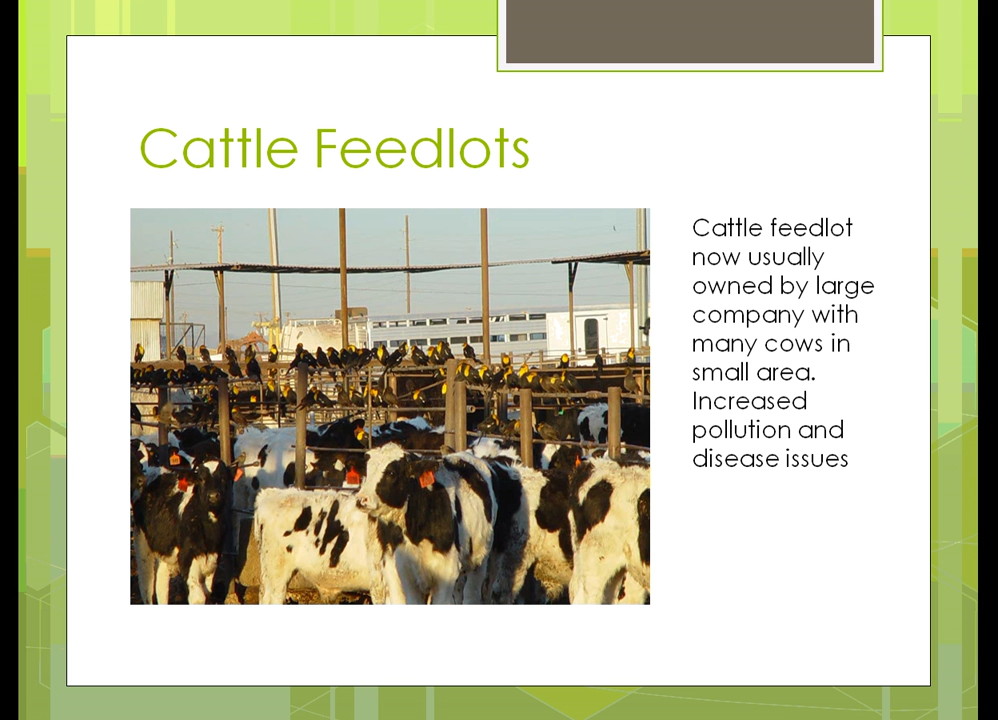 Cattle Feedlots
Cattle feedlot
now usually
owned by large
company with
many cows in
small area.
Increased
pollution and
disease issues